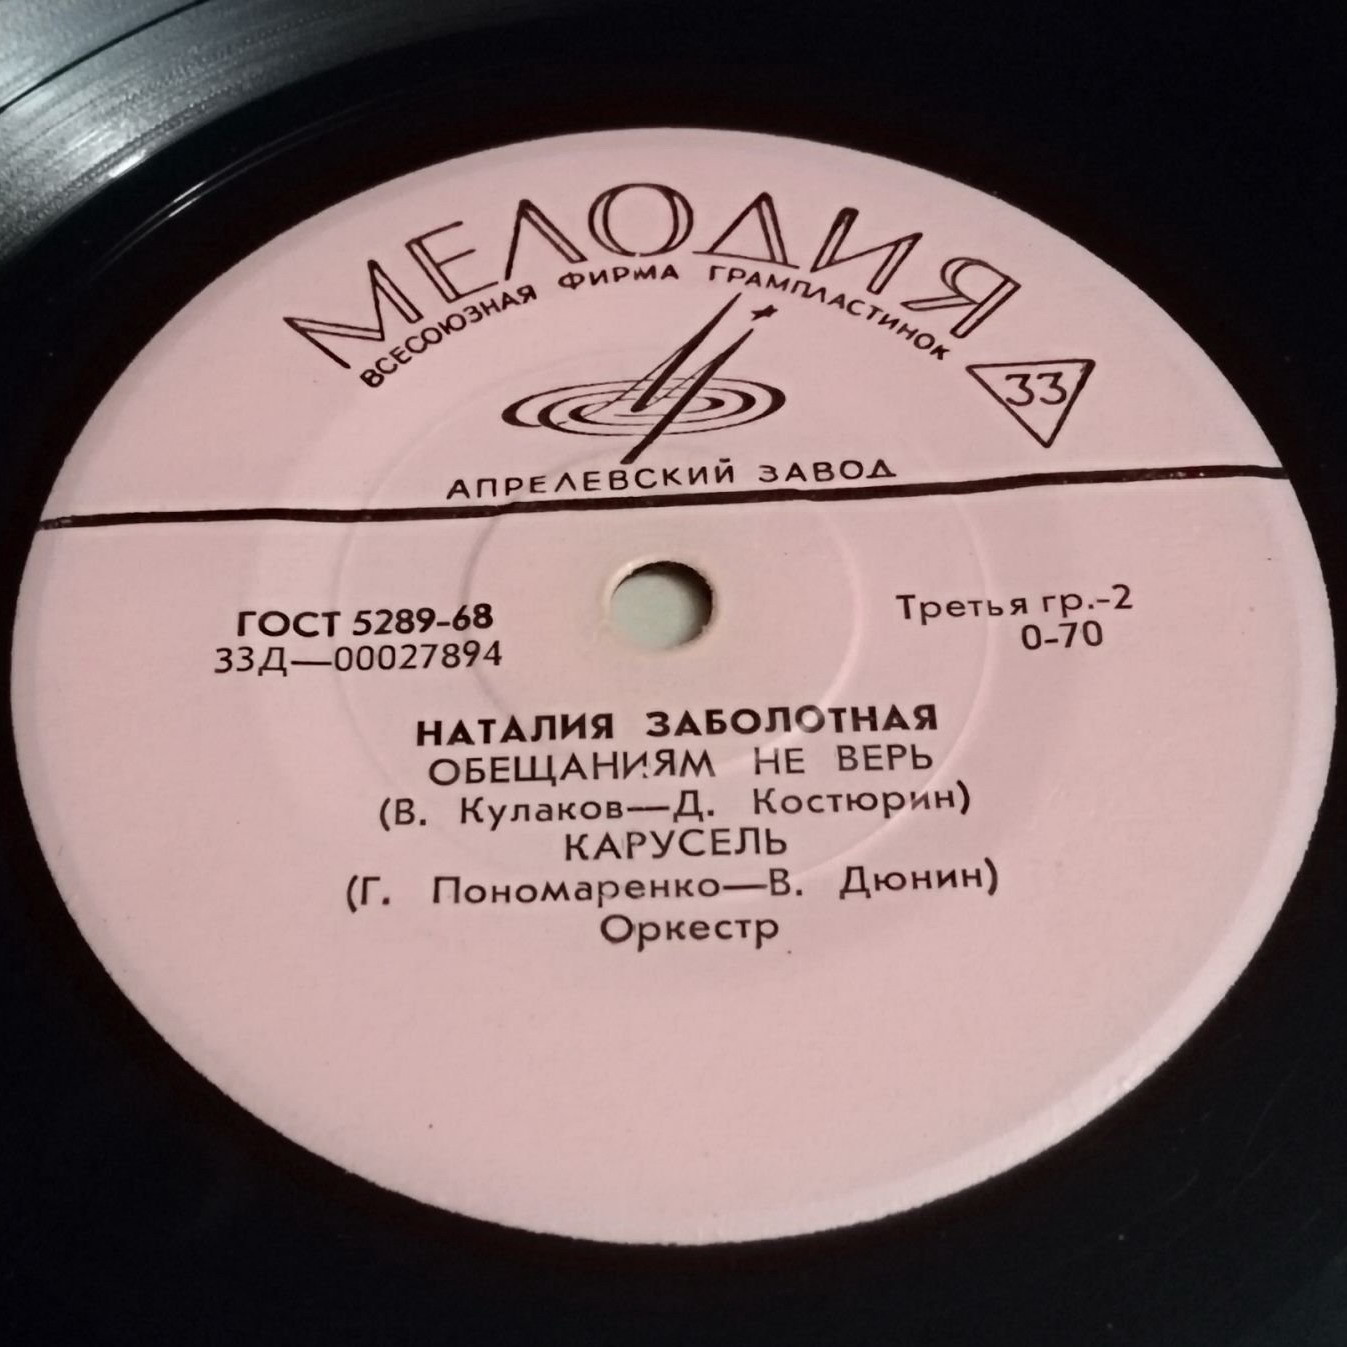 МЕЛОДИЯ
ВСЕСОЮЗНАЯ ФИРМА ГРАМПЛАСТИНОК
33
АПРЕЛЕВСКИЙ ЗАВОД
ГОСТ 5289-68
33Д—00027894
Третья гр.-2
0-70
НАТАЛИЯ ЗАБОЛОТНАЯ
ОБЕЩАНИЯМ НЕ ВЕРЬ
(В. Кулаков—Д. Костюрин)
КАРУСЕЛЬ
(Г. Пономаренко—В. Дюнин)
Оркестр